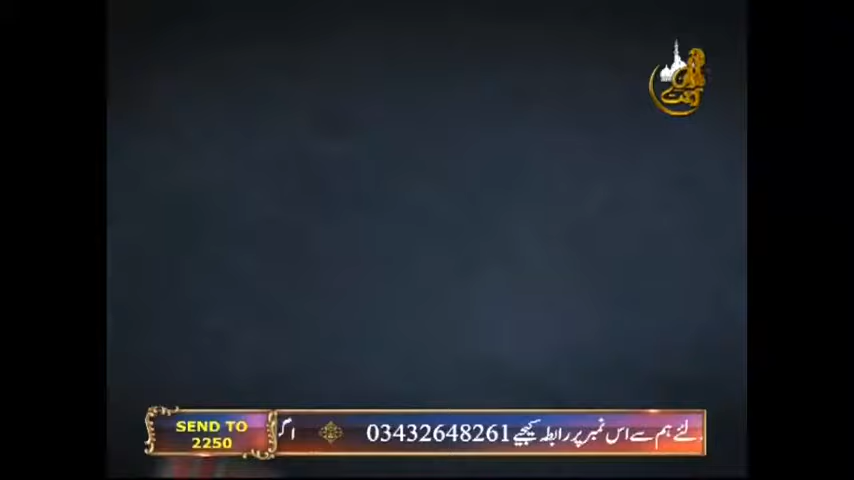 SEND TO
2250
لئے ہم سے اس نمبر پر رابطہ کیجیے 03432648261